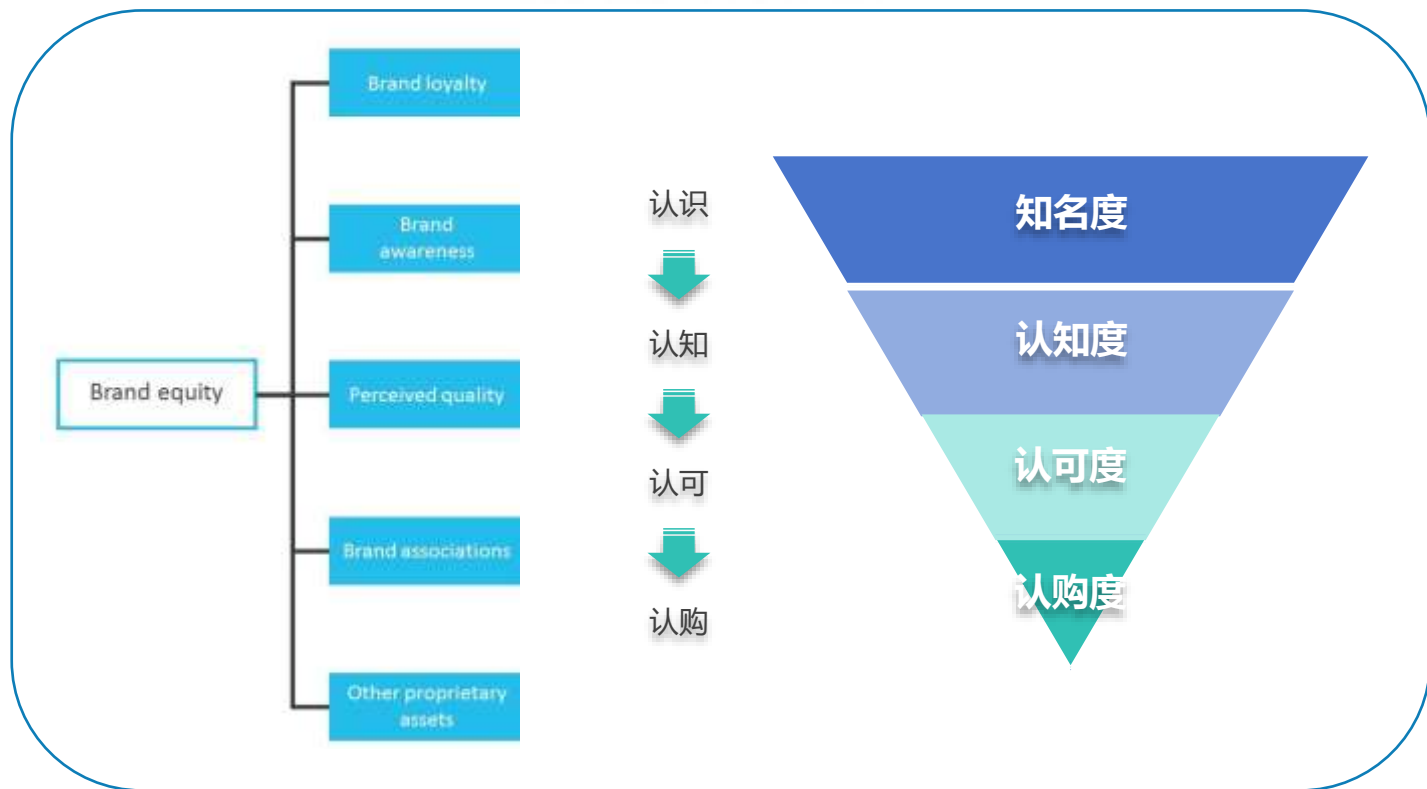 Brand equity
Brand loyalty
Brand
awareness
Perceived quality
Brand associations
Other proprietary
assets
认识
认知
认可
认购
知名度
认知度
认可度
认购度